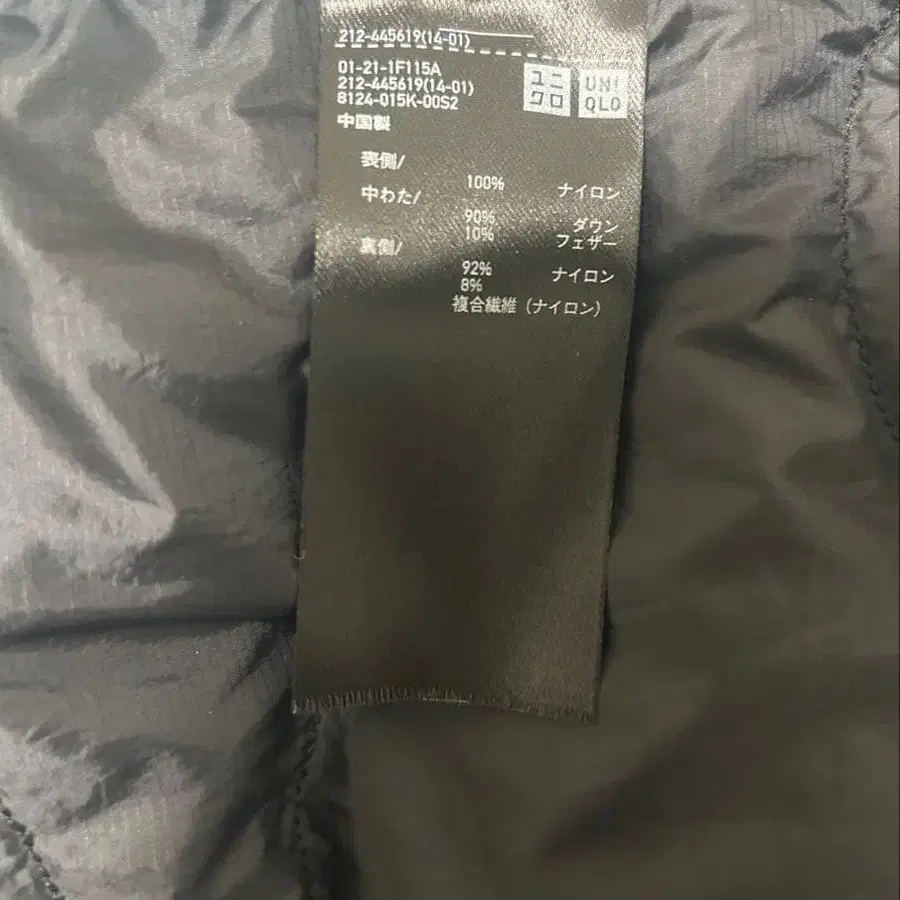 212-445619(14-01)
01-21-1F115A
212-445619(14-01)
8124-015K-00S2
ユニ
クロ
UNI
QLO
中国製
表側/
100% ナイロン
中わた/
90% ダウン
10% フェザー
裏側/
92% ナイロン
8%
複合繊維(ナイロン)